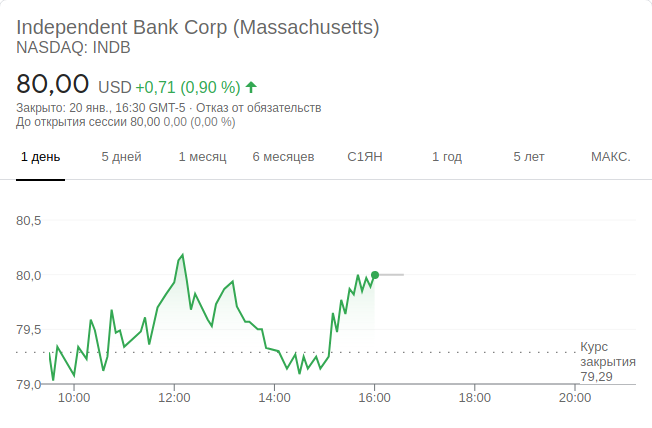 Independent Bank Corp (Massachusetts)
NASDAQ: INDB
80,00 USD +0,71 (0,90 %)
Закрыто: 20 янв., 16:30 GMT-5 · Отказ от обязательств
До открытия сессии 80,00 0,00 (0,00 %)
1 день 5 дней 1 месяц 6 месяцев С1ЯН 1 год 5 лет МАКС.
80,5
80,0
79,5
Курс
закрытия
79,29
79,0
10:00 12:00 14:00 16:00 18:00 20:00